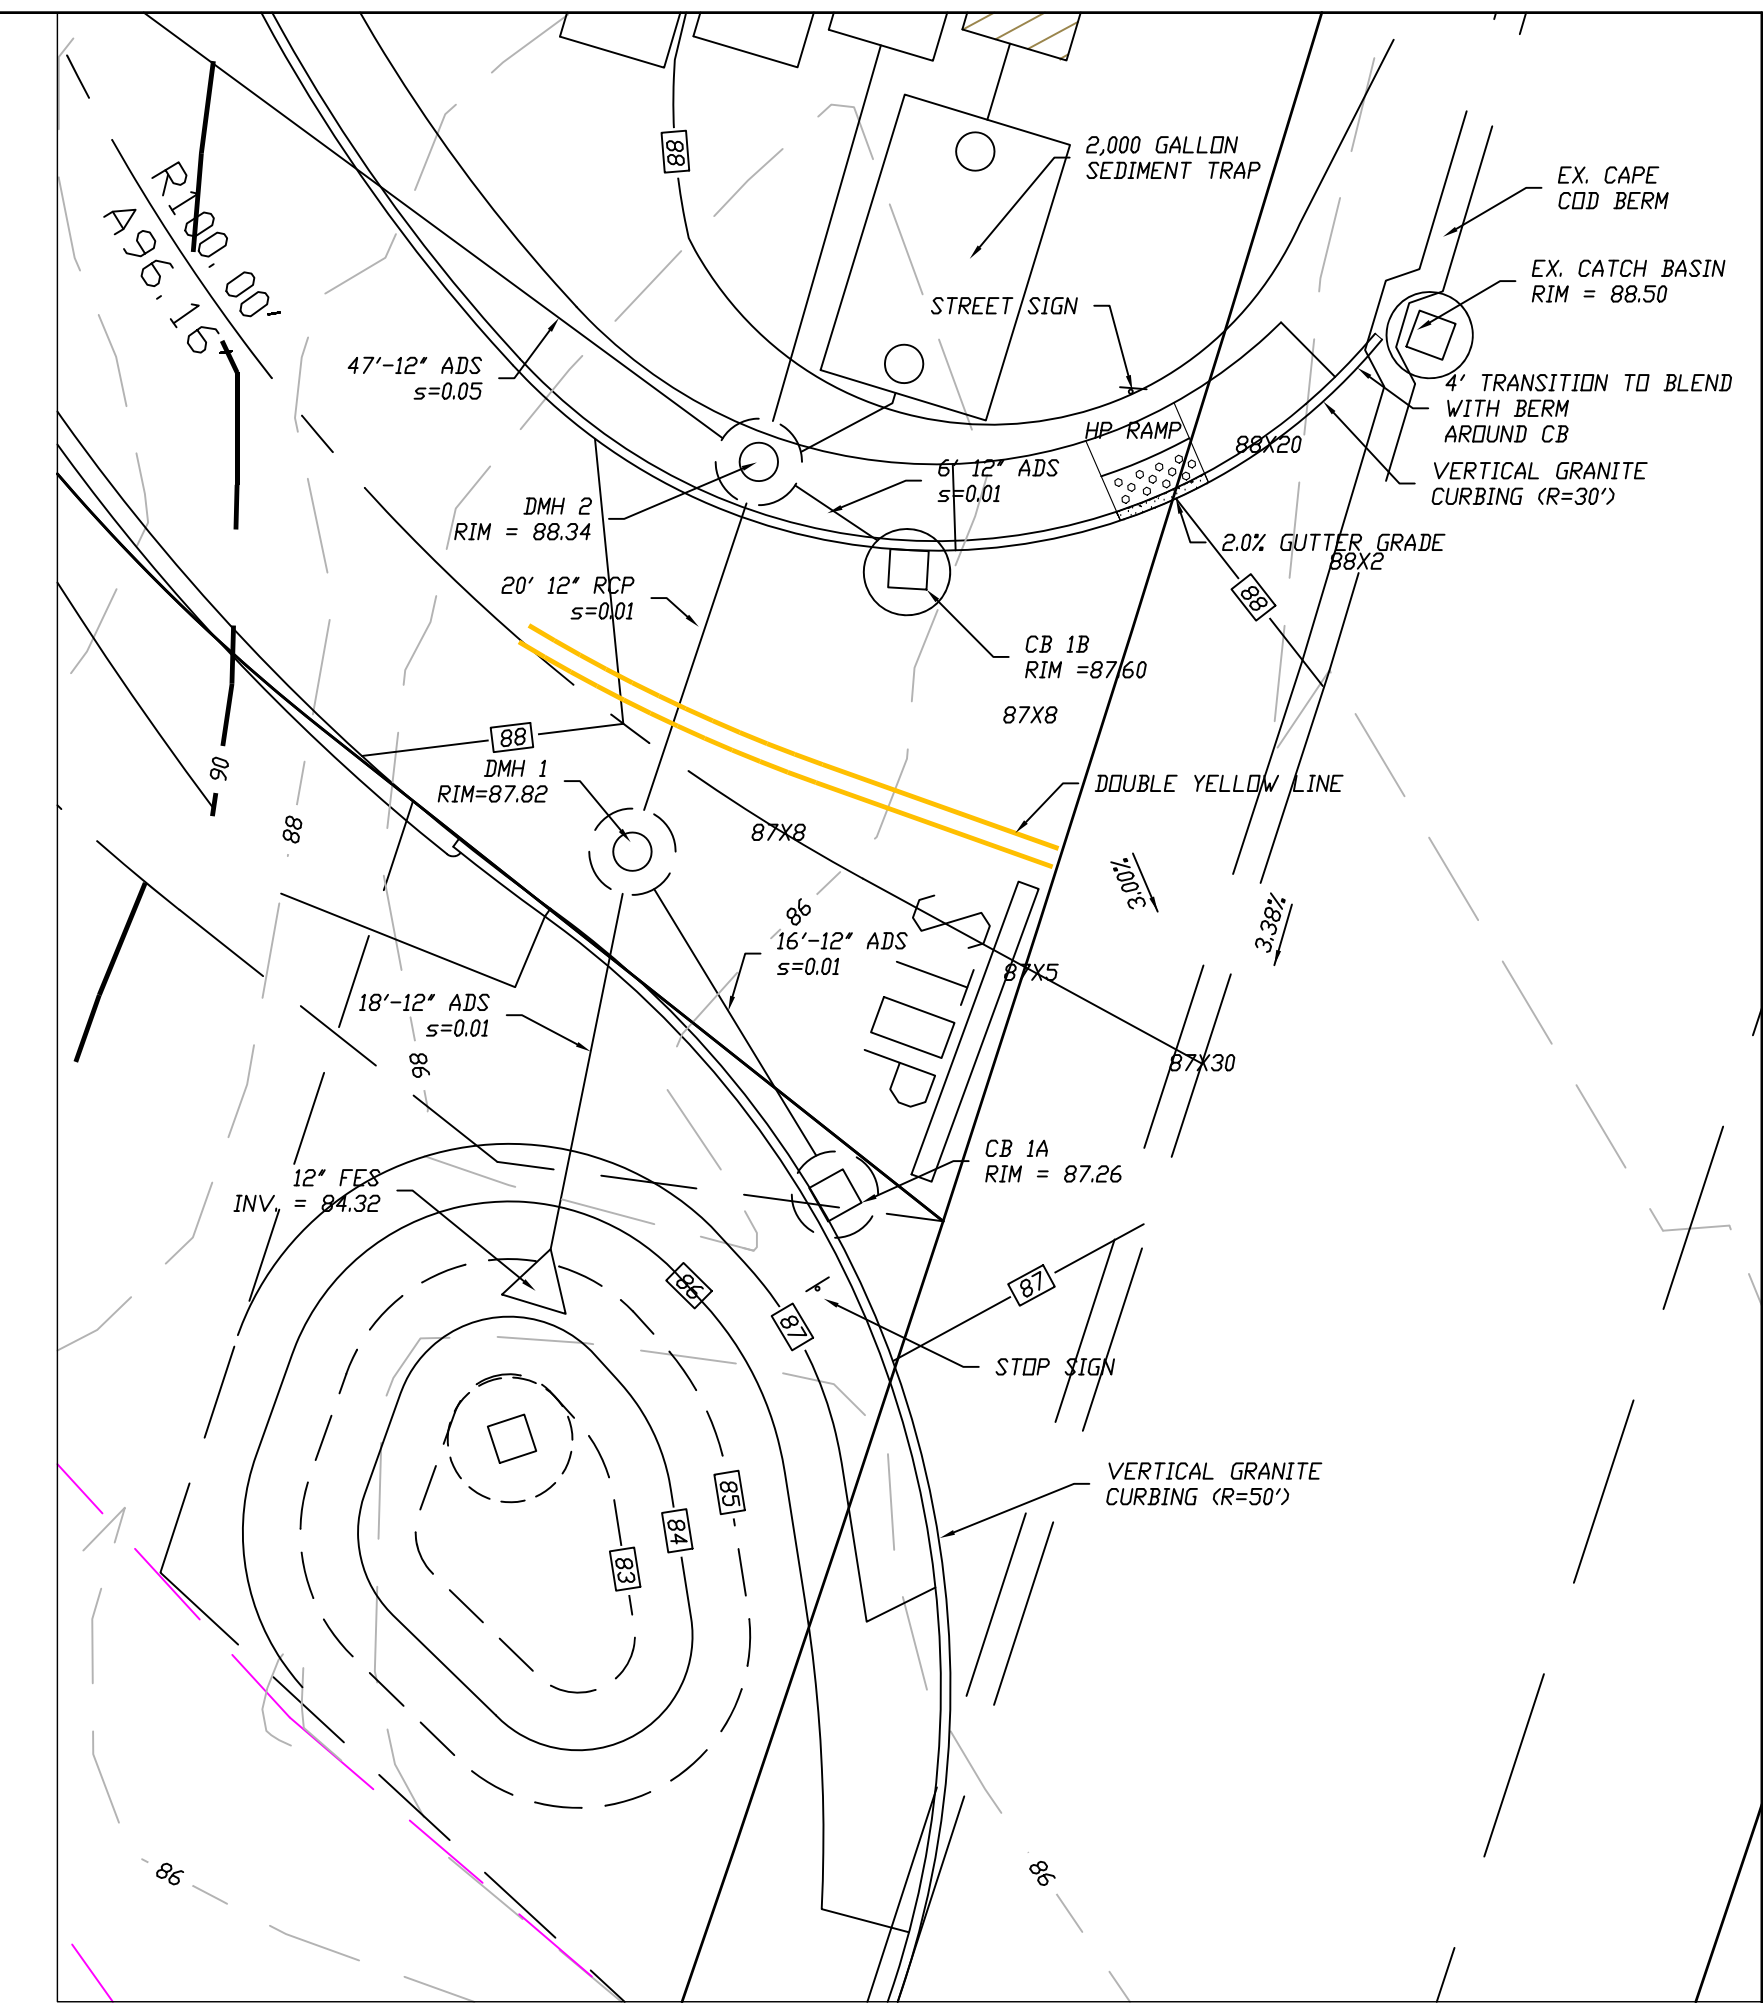 88
2,000 GALLON
SEDIMENT TRAP
EX. CAPE
COD BERM
R100.00'
A96.16'
EX. CATCH BASIN
RIM = 88.50
STREET SIGN
47'-12" ADS
s=0.05
4' TRANSITION TO BLEND
WITH BERM
AROUND CB
HP RAMP
88X20
6' 12" ADS
s=0.01
VERTICAL GRANITE
CURBING (R=30')
DMH 2
RIM = 88.34
2.0% GUTTER GRADE
88X2
20' 12" RCP
s=0.01
88
CB 1B
RIM =87.60
87X8
88
90
DMH 1
RIM=87.82
DOUBLE YELLOW LINE
88
87X8
3.00%
86
STOP
3.38%
16'-12" ADS
s=0.01
87X5
18'-12" ADS
s=0.01
86
87X30
CB 1A
RIM = 87.26
12" FES
INV. = 84.32
86
87
87
STOP SIGN
VERTICAL GRANITE
CURBING (R=50')
85
84
83
86
86